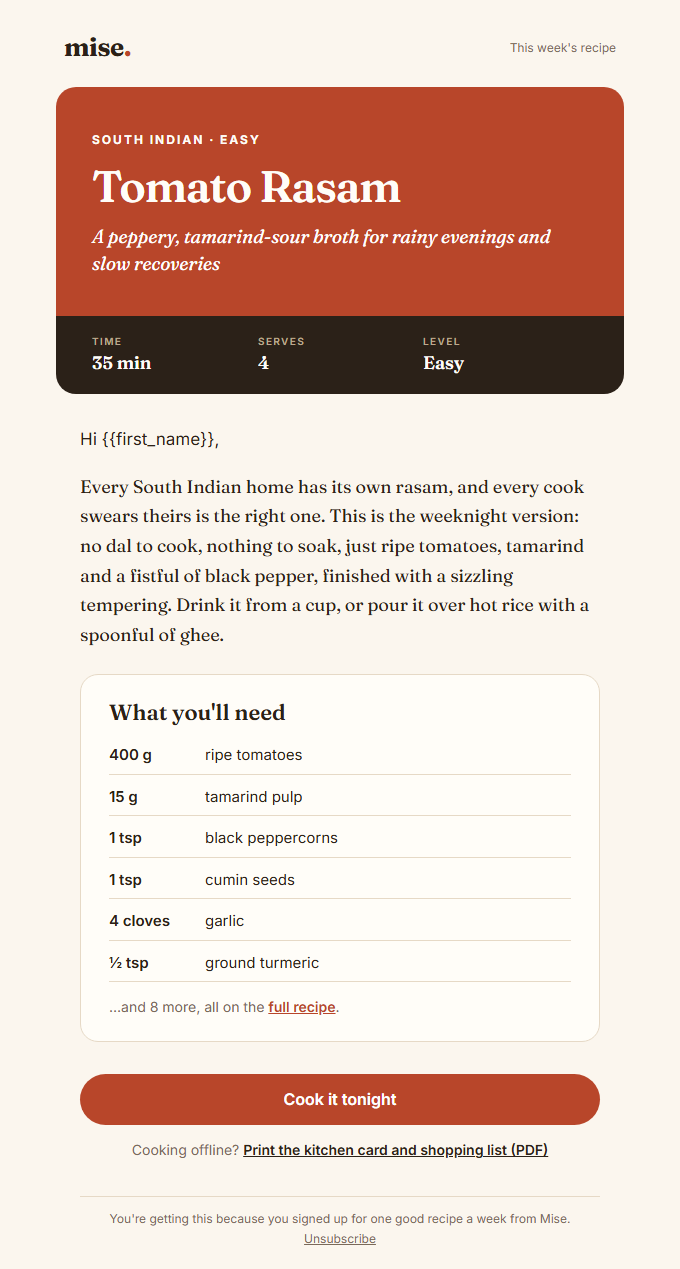 mise.
This week's recipe
SOUTH INDIAN · EASY
Tomato Rasam
A peppery, tamarind-sour broth for rainy evenings and
slow recoveries
TIME
35 min
SERVES
4
LEVEL
Easy
Hi {{first_name}},
Every South Indian home has its own rasam, and every cook
swears theirs is the right one. This is the weeknight version:
no dal to cook, nothing to soak, just ripe tomatoes, tamarind
and a fistful of black pepper, finished with a sizzling
tempering. Drink it from a cup, or pour it over hot rice with a
spoonful of ghee.
What you'll need
400 g ripe tomatoes
15 g tamarind pulp
1 tsp black peppercorns
1 tsp cumin seeds
4 cloves garlic
½ tsp ground turmeric
…and 8 more, all on the full recipe.
Cook it tonight
Cooking offline? Print the kitchen card and shopping list (PDF)
You're getting this because you signed up for one good recipe a week from Mise.
Unsubscribe